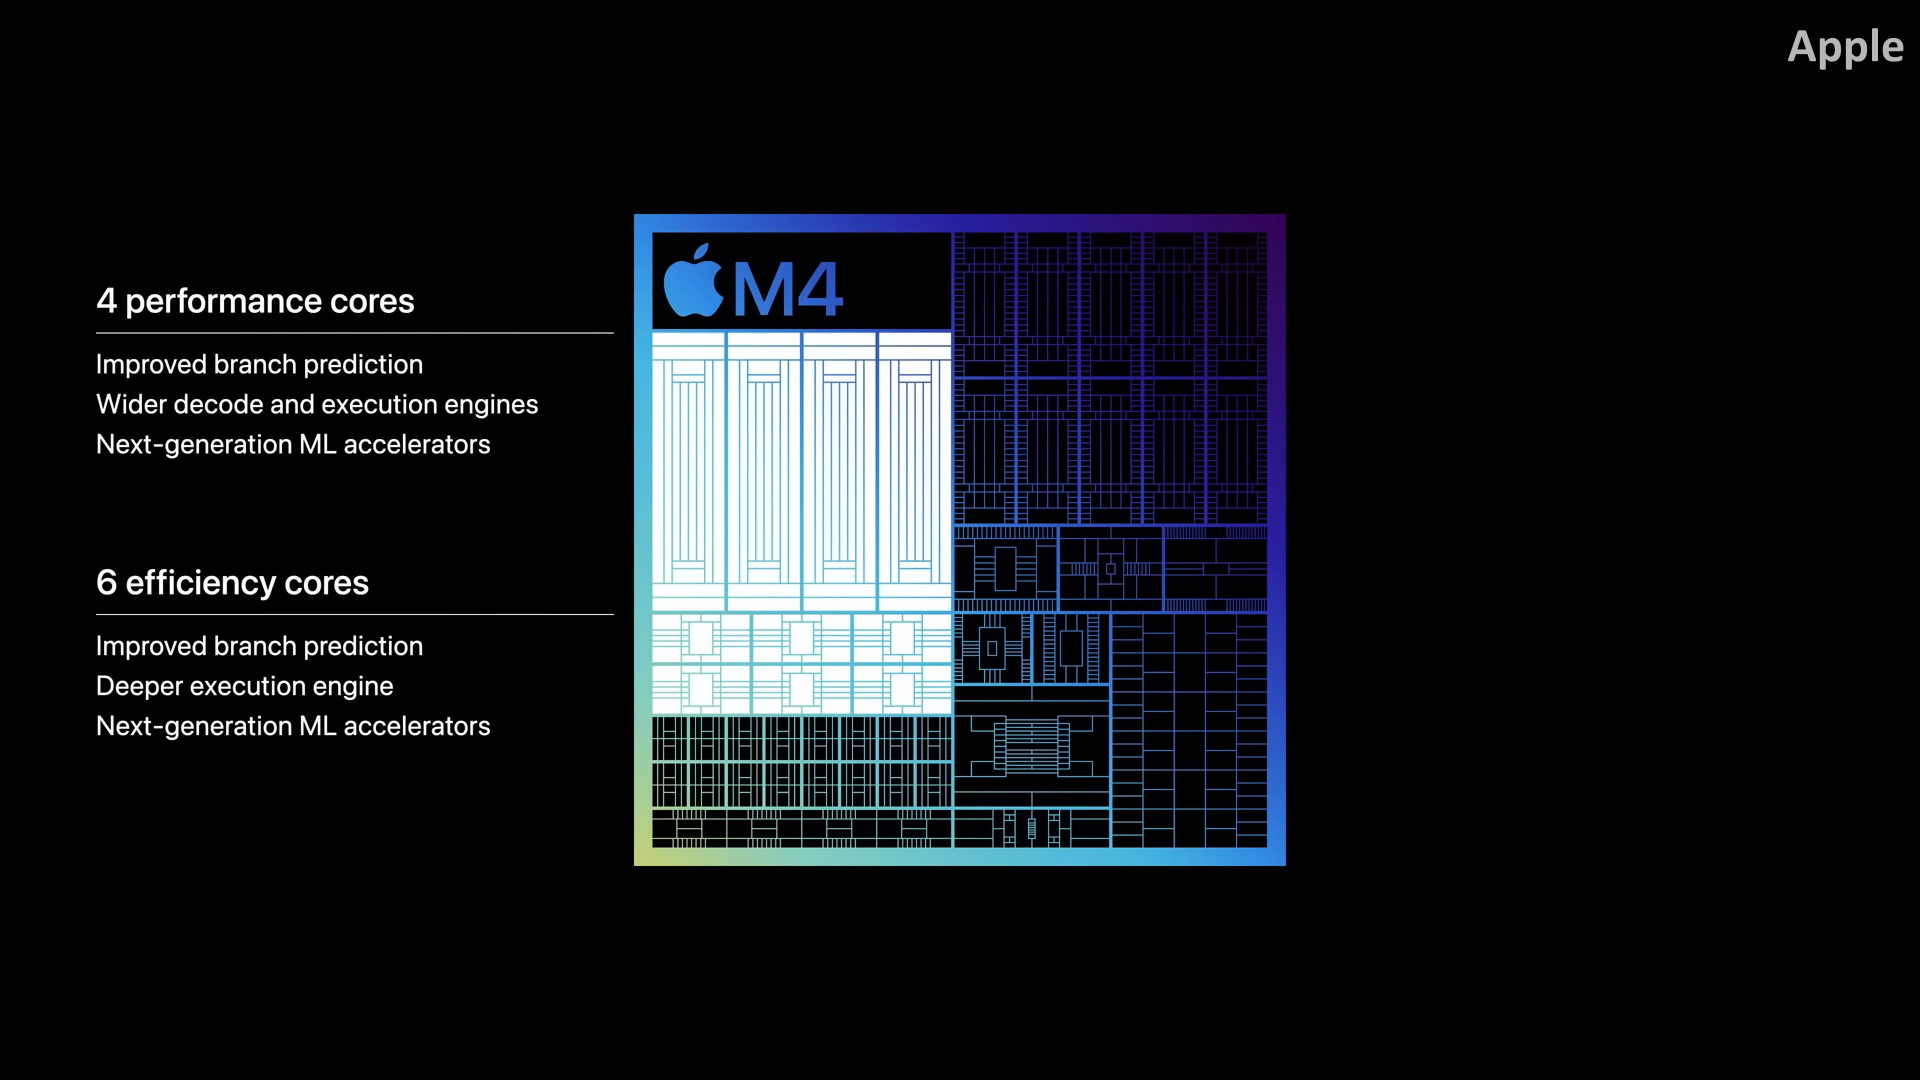 Apple
4 performance cores
Improved branch prediction
Wider decode and execution engines
Next-generation ML accelerators
6 efficiency cores
Improved branch prediction
Deeper execution engine
Next-generation ML accelerators
M4